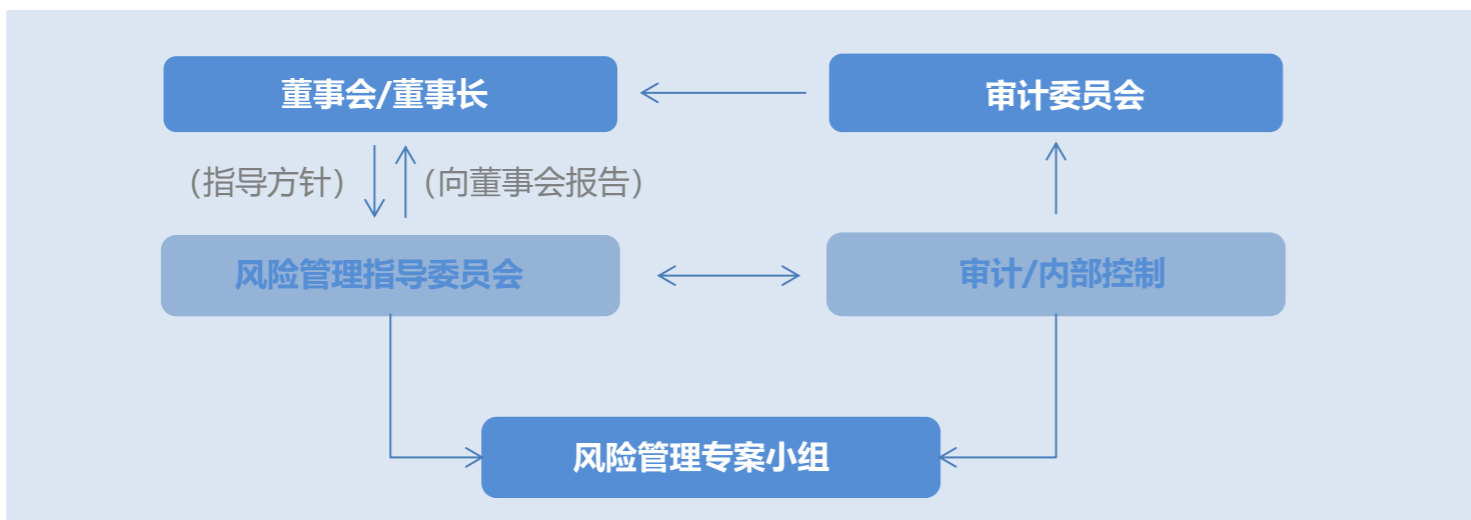 董事会/董事长
审计委员会
(指导方针)
(向董事会报告)
风险管理指导委员会
审计/内部控制
风险管理专案小组